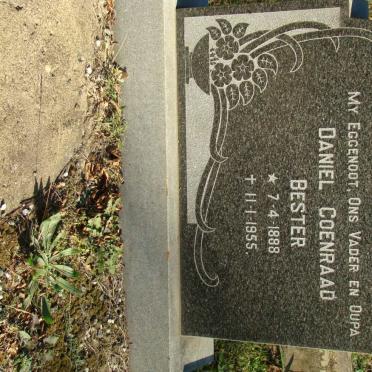 MY EGGENOOT, ONS VADER EN OUPA
DANIEL COENRAAD
BESTER
★ 7-4-1888
✝ 11-1-1955.